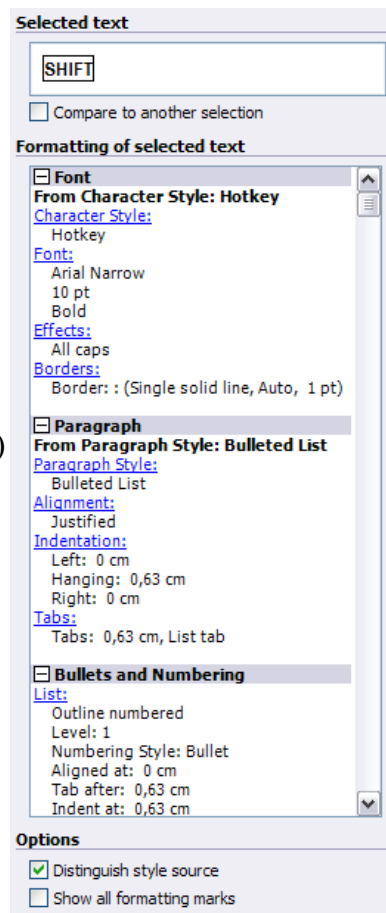 Selected text
SHIFT
Compare to another selection
Formatting of selected text
Font
From Character Style: Hotkey
Character Style:
Hotkey
Font:
Arial Narrow
10 pt
Bold
Effects:
All caps
Borders:
Border: : (Single solid line, Auto,  1 pt)
Paragraph
)
From Paragraph Style: Bulleted List
Paragraph Style:
Bulleted List
Alignment:
Justified
Indentation:
Left:  0 cm
Hanging:  0,63 cm
Right:  0 cm
Tabs:
Tabs:  0,63 cm, List tab
Bullets and Numbering
List:
Outline numbered
Level: 1
Numbering Style: Bullet
Aligned at:  0 cm
Tab after:  0,63 cm
Indent at:  0,63 cm
Options
Distinguish style source
Show all formatting marks